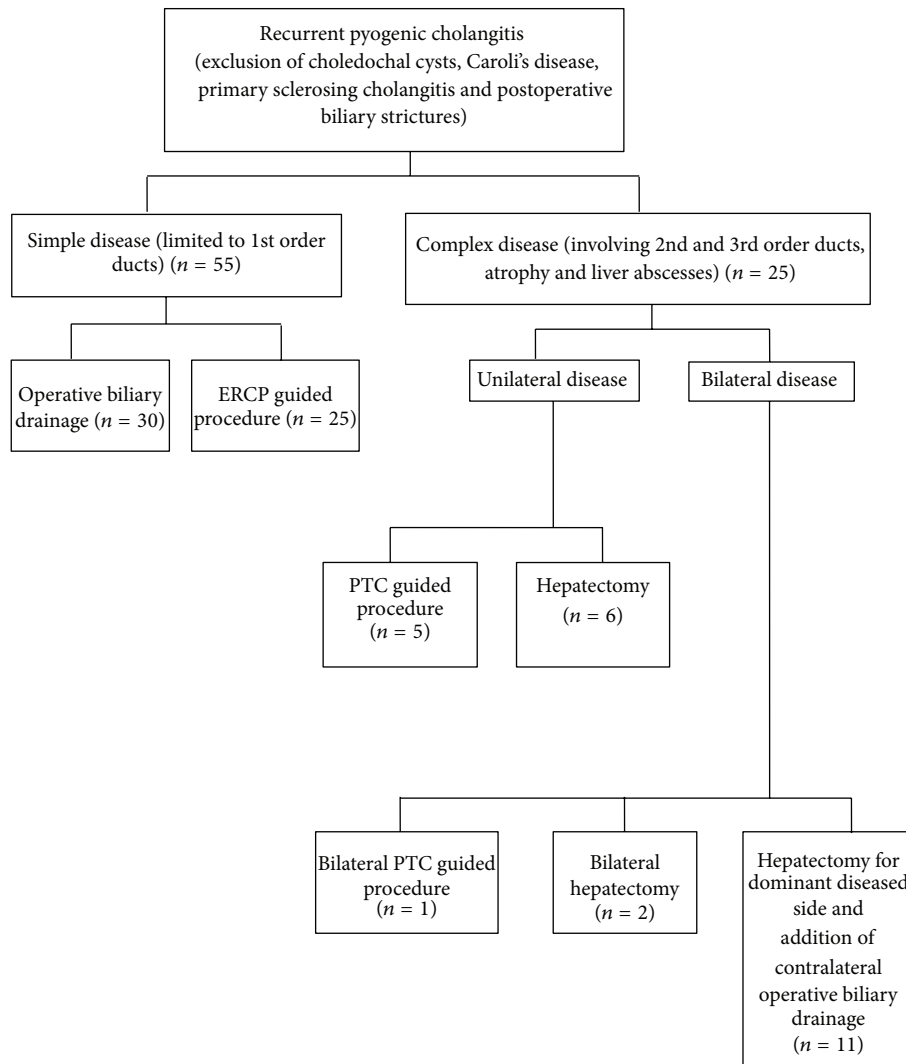 Recurrent pyogenic cholangitis
(exclusion of choledochal cysts, Caroli's disease,
primary sclerosing cholangitis and postoperative
biliary strictures)
Simple disease (limited to 1st order
ducts) (n = 55)
Complex disease (involving 2nd and 3rd order ducts,
atrophy and liver abscesses) (n = 25)
Operative biliary
drainage (n = 30)
ERCP guided
procedure (n = 25)
Unilateral disease
Bilateral disease
PTC guided
procedure
(n = 5)
Hepatectomy
(n = 6)
Bilateral PTC guided
procedure
(n = 1)
Bilateral
hepatectomy
(n = 2)
Hepatectomy for
dominant diseased
side and
addition of
contralateral
operative biliary
drainage
(n = 11)